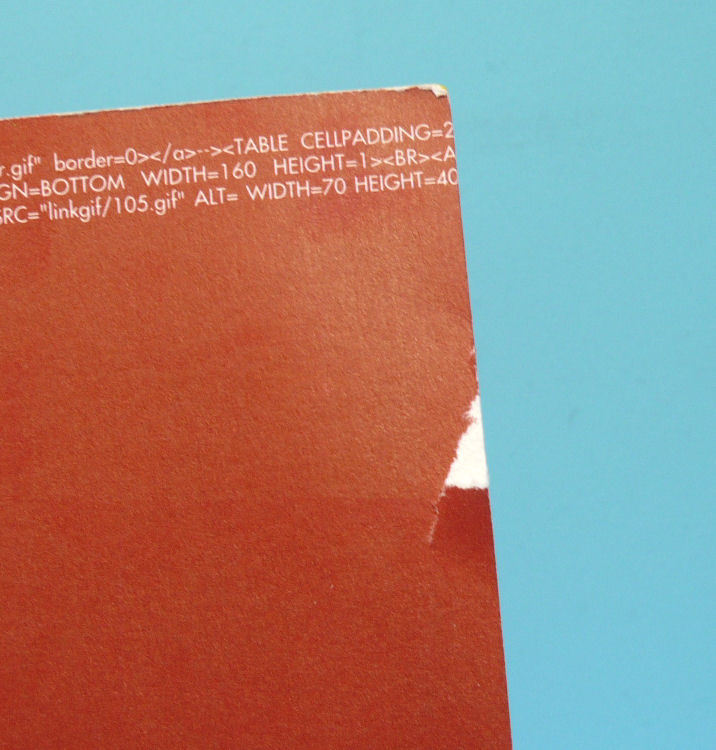 r.gif" border=0></a>--><TABLE CELLPADDING=2
GN=BOTTOM WIDTH=160 HEIGHT=1><BR><A
SRC="linkgif/105.gif" ALT= WIDTH=70 HEIGHT=40